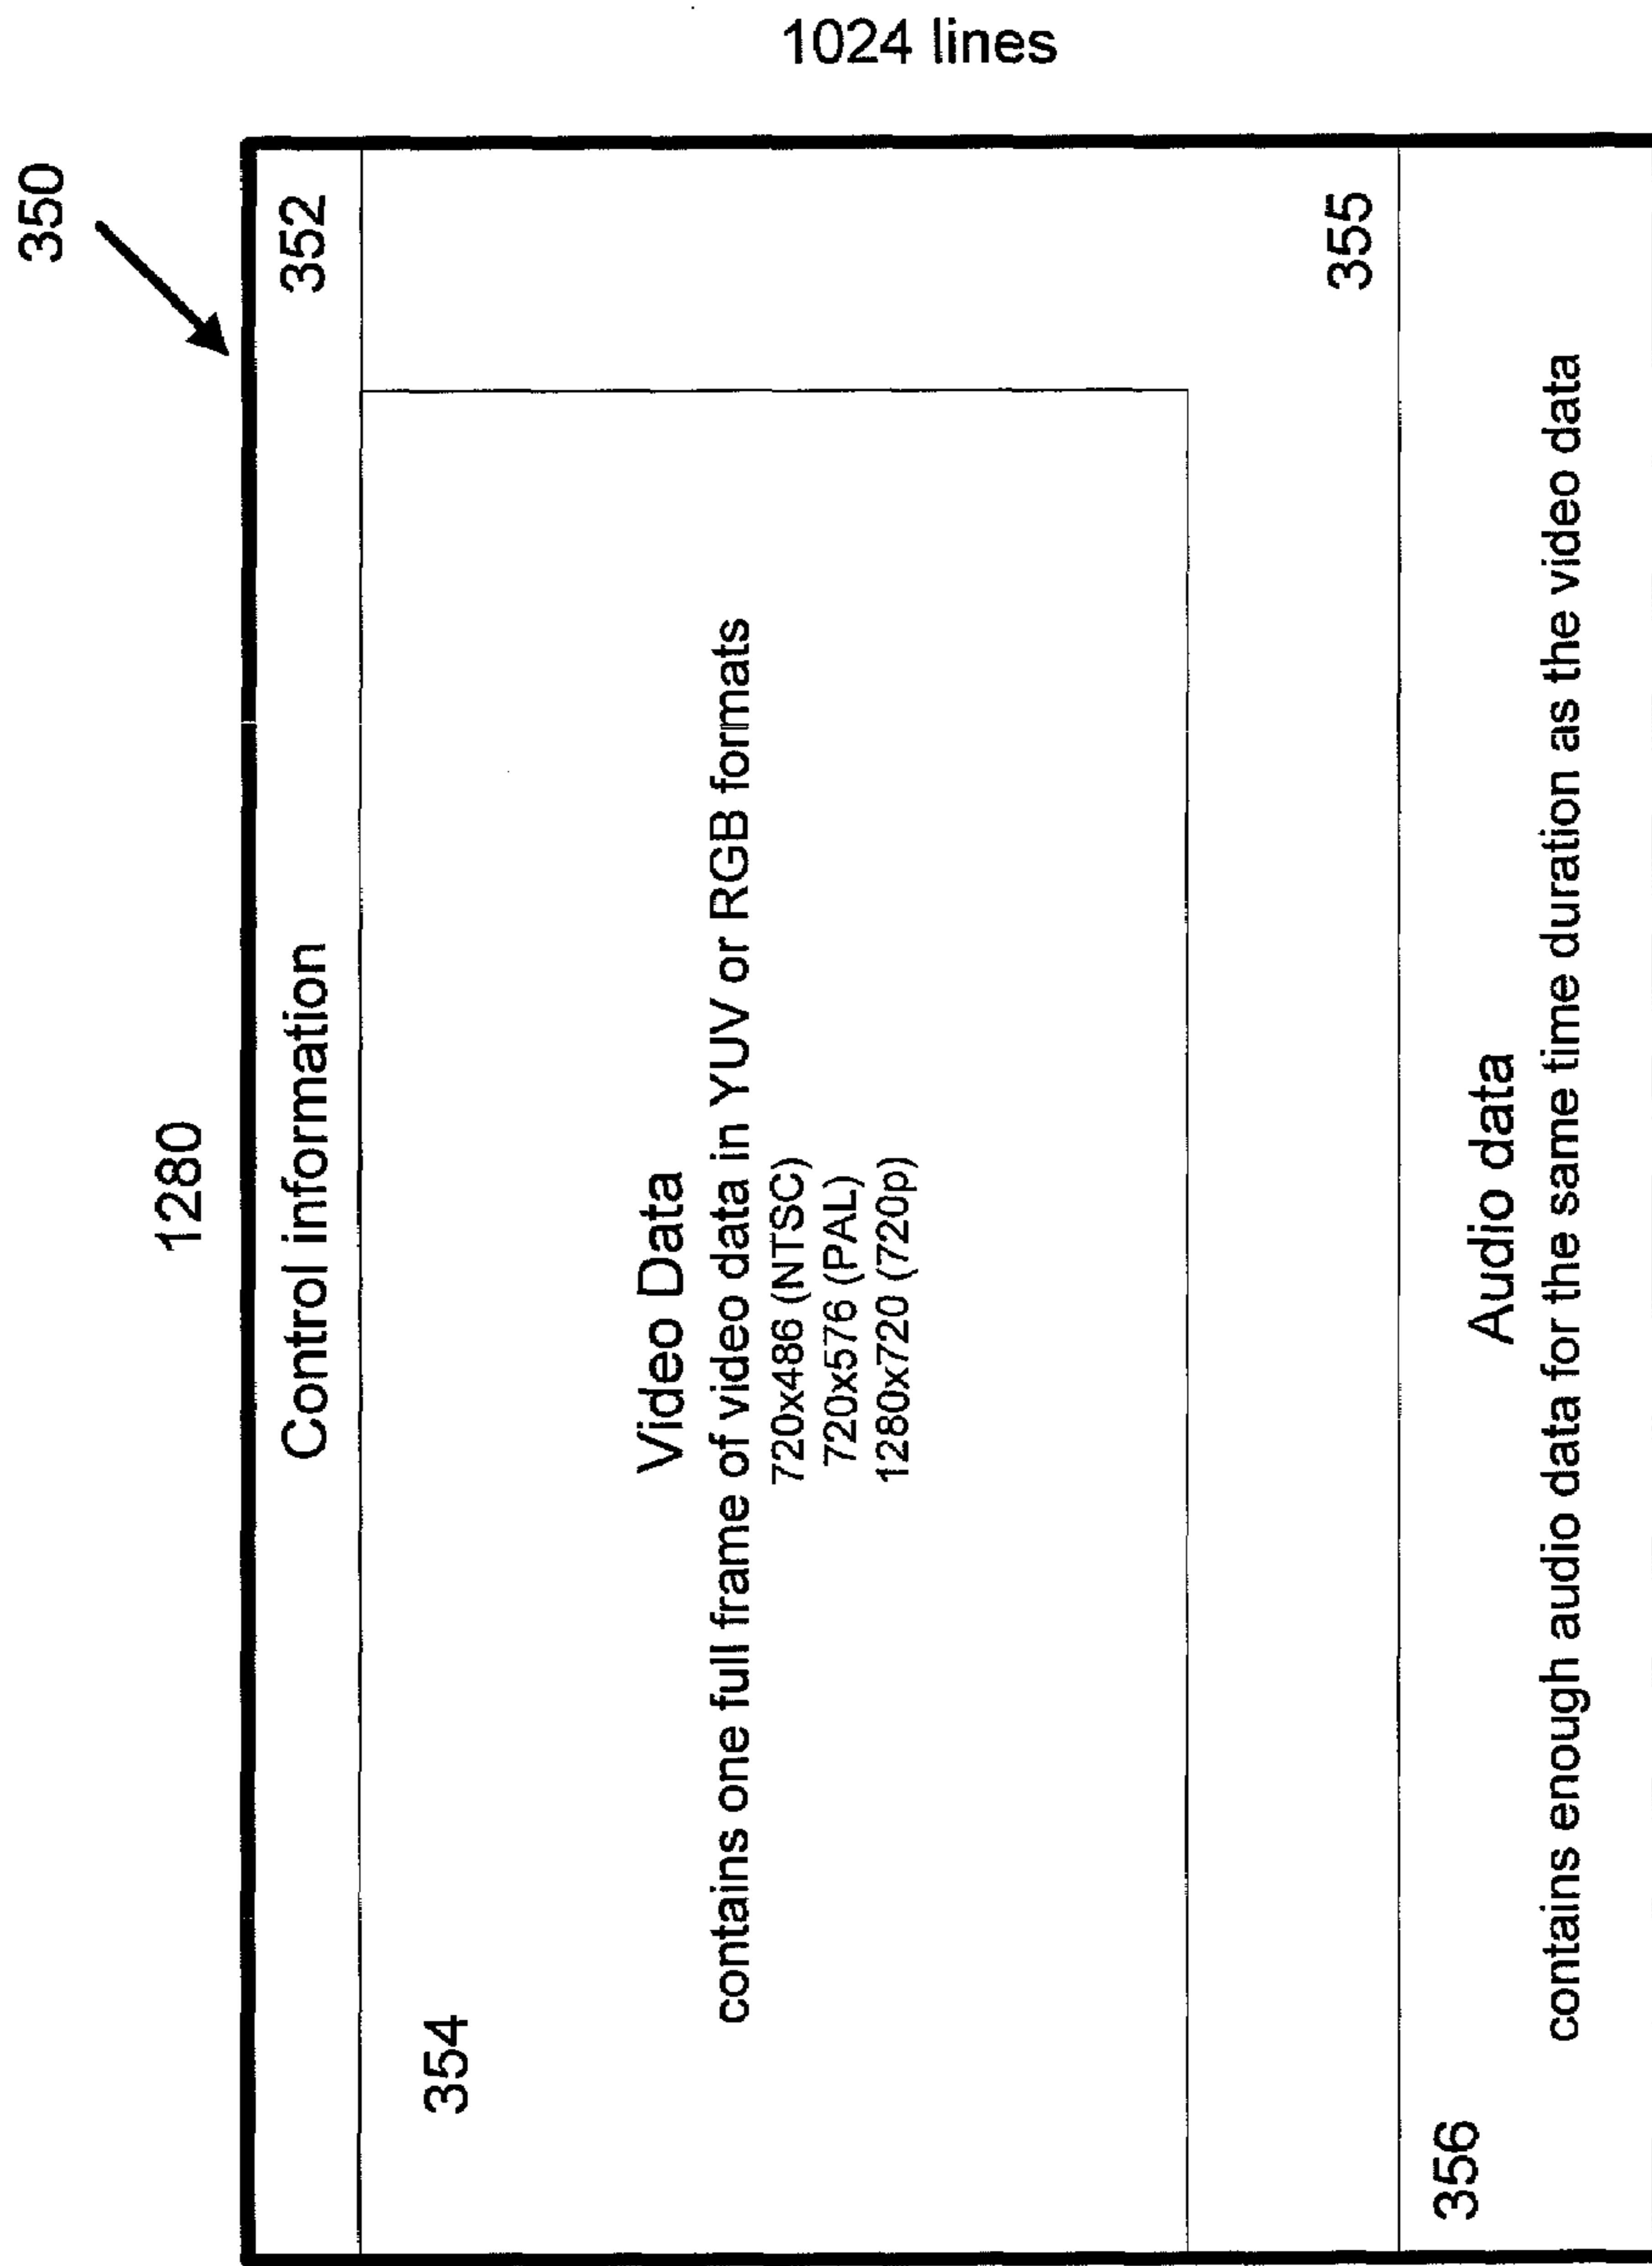 350
1280
1024 lines
Control information
352
354
Video Data
contains one full frame of video data in YUV or RGB formats
720x486 (NTSC)
720x576 (PAL)
1280x720 (720p)
355
356
Audio data
contains enough audio data for the same time duration as the video data